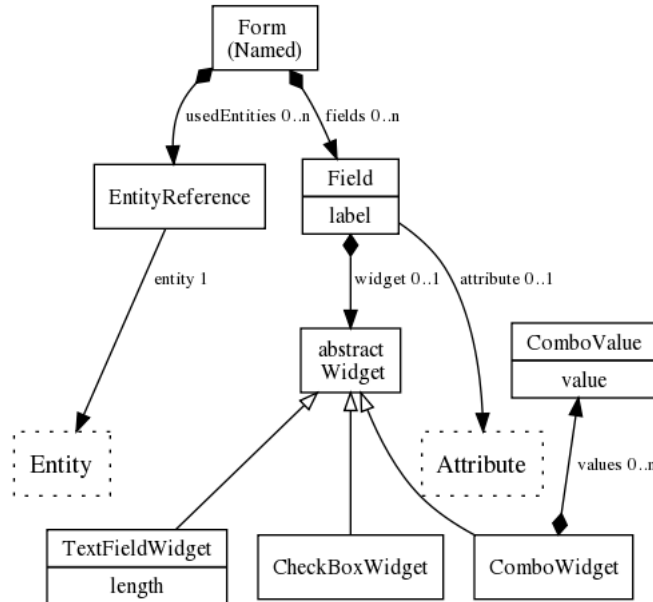 Form
(Named)
usedEntities 0..n
fields 0..n
EntityReference
Field
label
entity 1
widget 0..1
attribute 0..1
abstract
Widget
ComboValue
value
Entity
Attribute
values 0..n
TextFieldWidget
length
CheckBoxWidget
ComboWidget